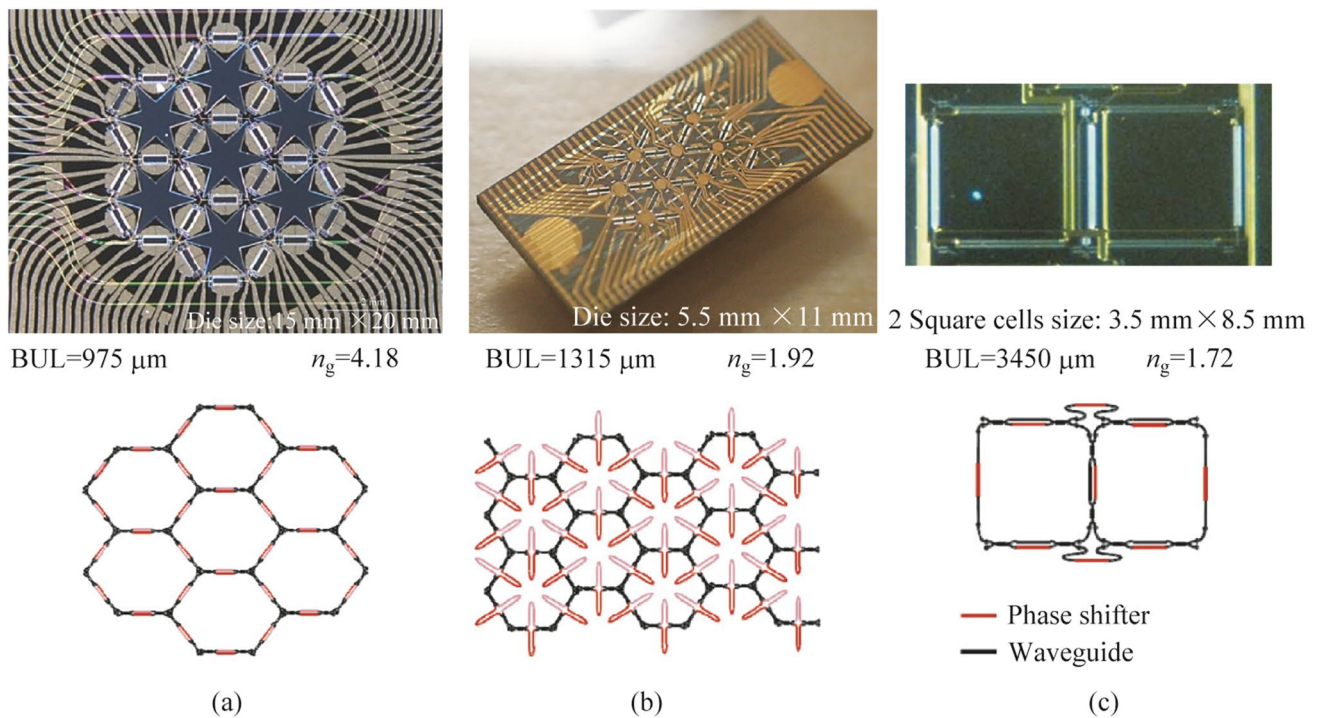 2 mm
Die size:15 mm ×20 mm
Die size: 5.5 mm ×11 mm
2 Square cells size: 3.5 mm×8.5 mm
BUL=975 μm
ng=4.18
BUL=1315 μm
ng=1.92
BUL=3450 μm
ng=1.72
Phase shifter
Waveguide
(a)
(b)
(c)